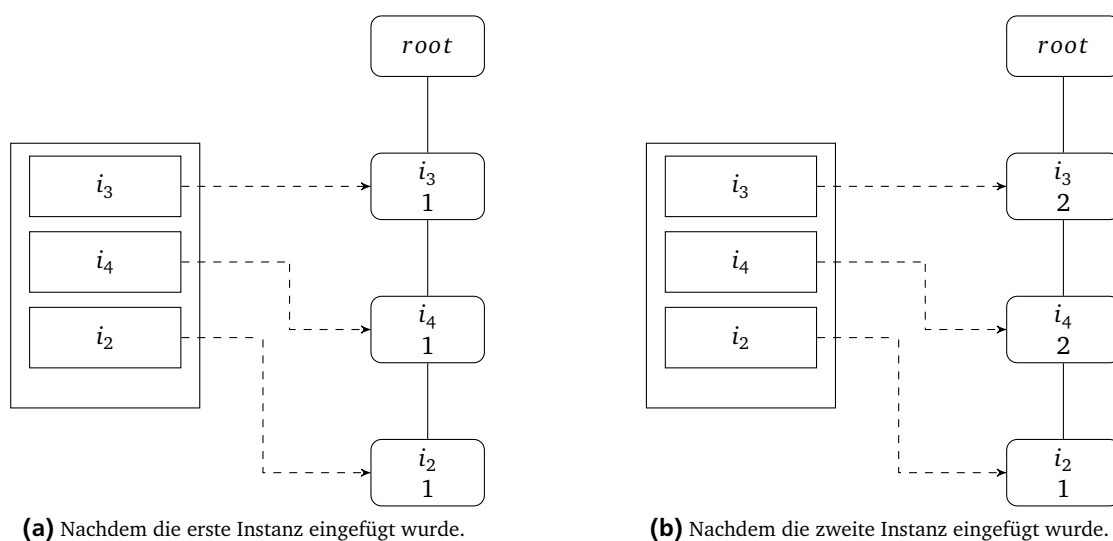 root
i₃
i₃
1
i₄
i₄
1
i₂
i₂
1
(a) Nachdem die erste Instanz eingefügt wurde.
root
i₃
i₃
2
i₄
i₄
2
i₂
i₂
1
(b) Nachdem die zweite Instanz eingefügt wurde.